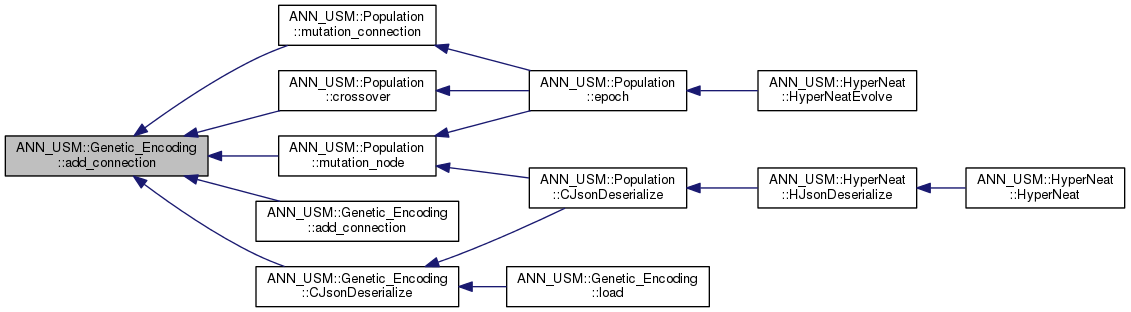 ANN_USM::Genetic_Encoding
::add_connection
ANN_USM::Population
::mutation_connection
ANN_USM::Population
::crossover
ANN_USM::Population
::mutation_node
ANN_USM::Genetic_Encoding
::add_connection
ANN_USM::Genetic_Encoding
::CJsonDeserialize
ANN_USM::Population
::epoch
ANN_USM::Population
::CJsonDeserialize
ANN_USM::Genetic_Encoding
::load
ANN_USM::HyperNeat
::HyperNeatEvolve
ANN_USM::HyperNeat
::HJsonDeserialize
ANN_USM::HyperNeat
::HyperNeat